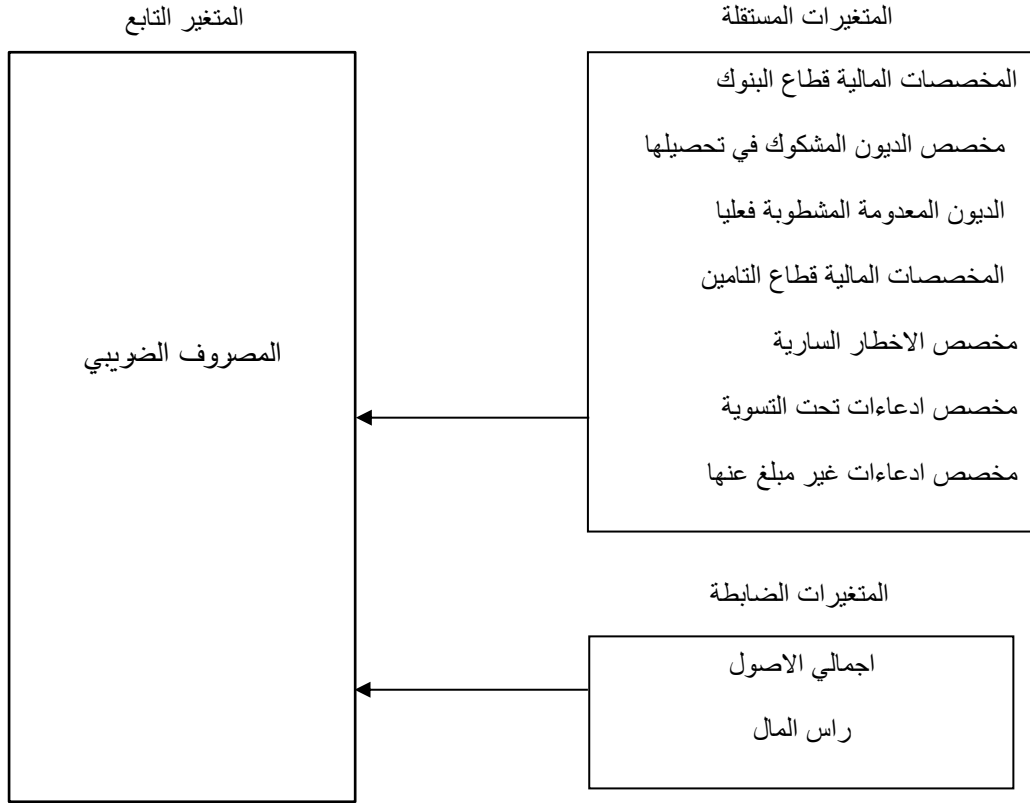 المتغيرات المستقلة
المخصصات المالية قطاع البنوك
مخصص الديون المشكوك في تحصيلها
الديون المعدومة المشطوبة فعليا
المخصصات المالية قطاع التامين
مخصص الاخطار السارية
مخصص ادعاءات تحت التسوية
مخصص ادعاءات غير مبلغ عنها
المتغير التابع
المصروف الضريبي
المتغيرات الضابطة
اجمالي الاصول
راس المال